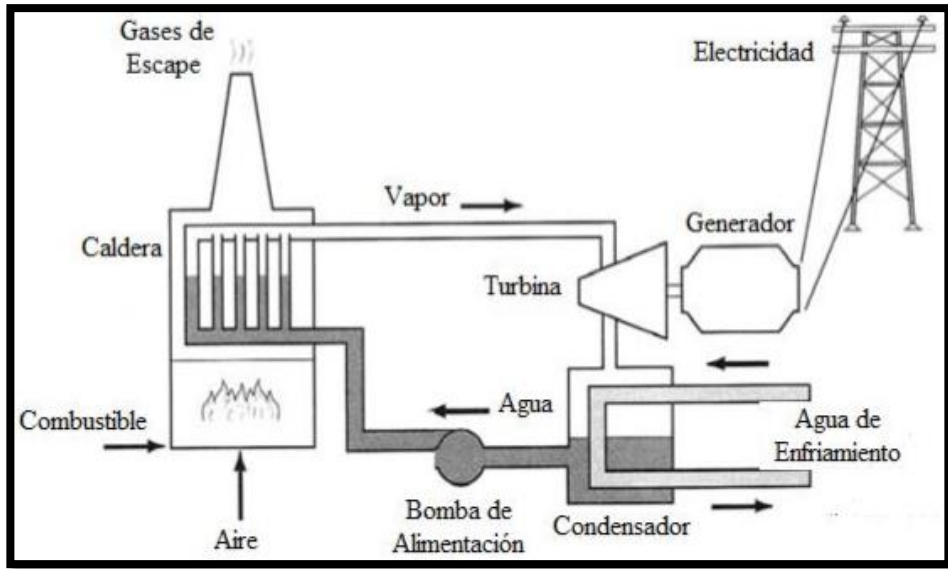 Gases de
Escape
Electricidad
Vapor
Generador
Caldera
Turbina
Combustible
Agua
Agua de
Enfriamiento
Bomba de
Alimentación
Condensador
Aire